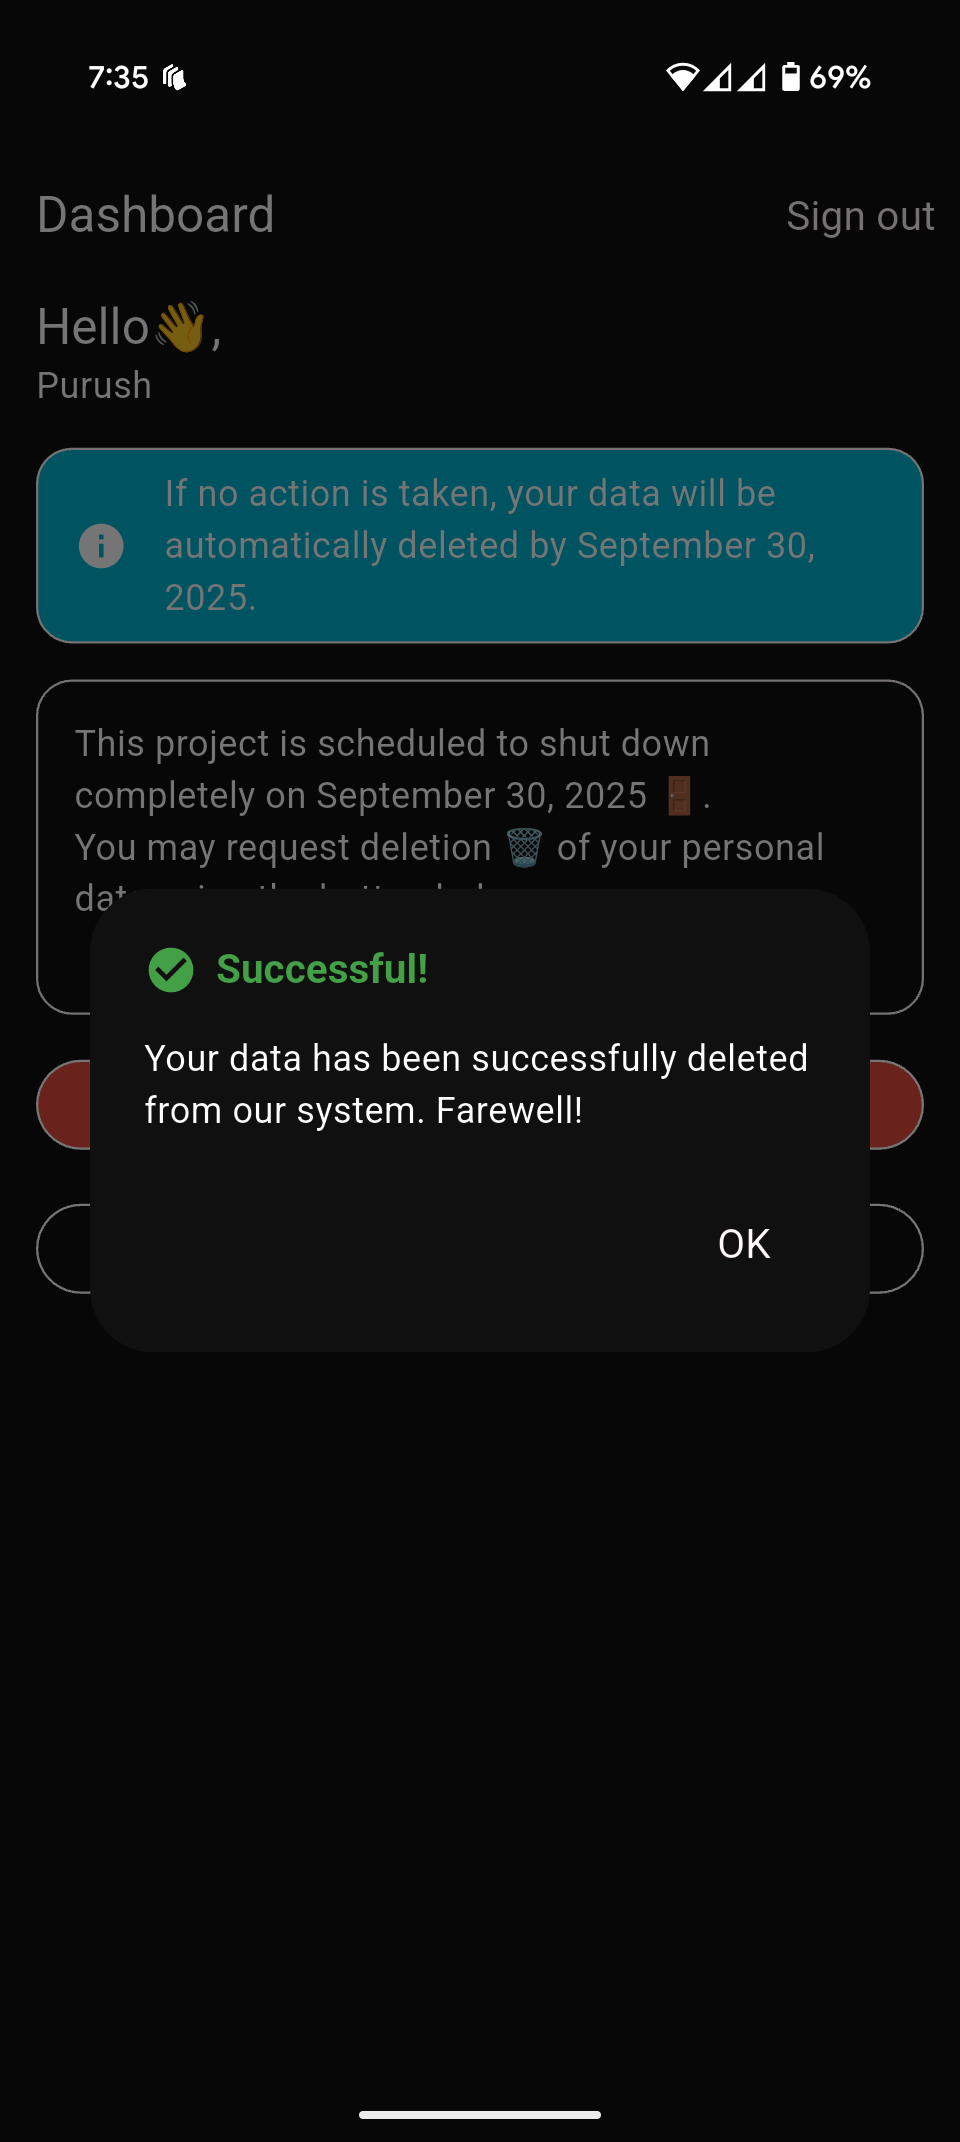 7:35
69%
Dashboard
Sign out
Hello👋,
Purush
If no action is taken, your data will be
automatically deleted by September 30,
2025.
This project is scheduled to shut down
completely on September 30, 2025 🚪.
You may request deletion 🗑️ of your personal
Successful!
Your data has been successfully deleted
from our system. Farewell!
OK